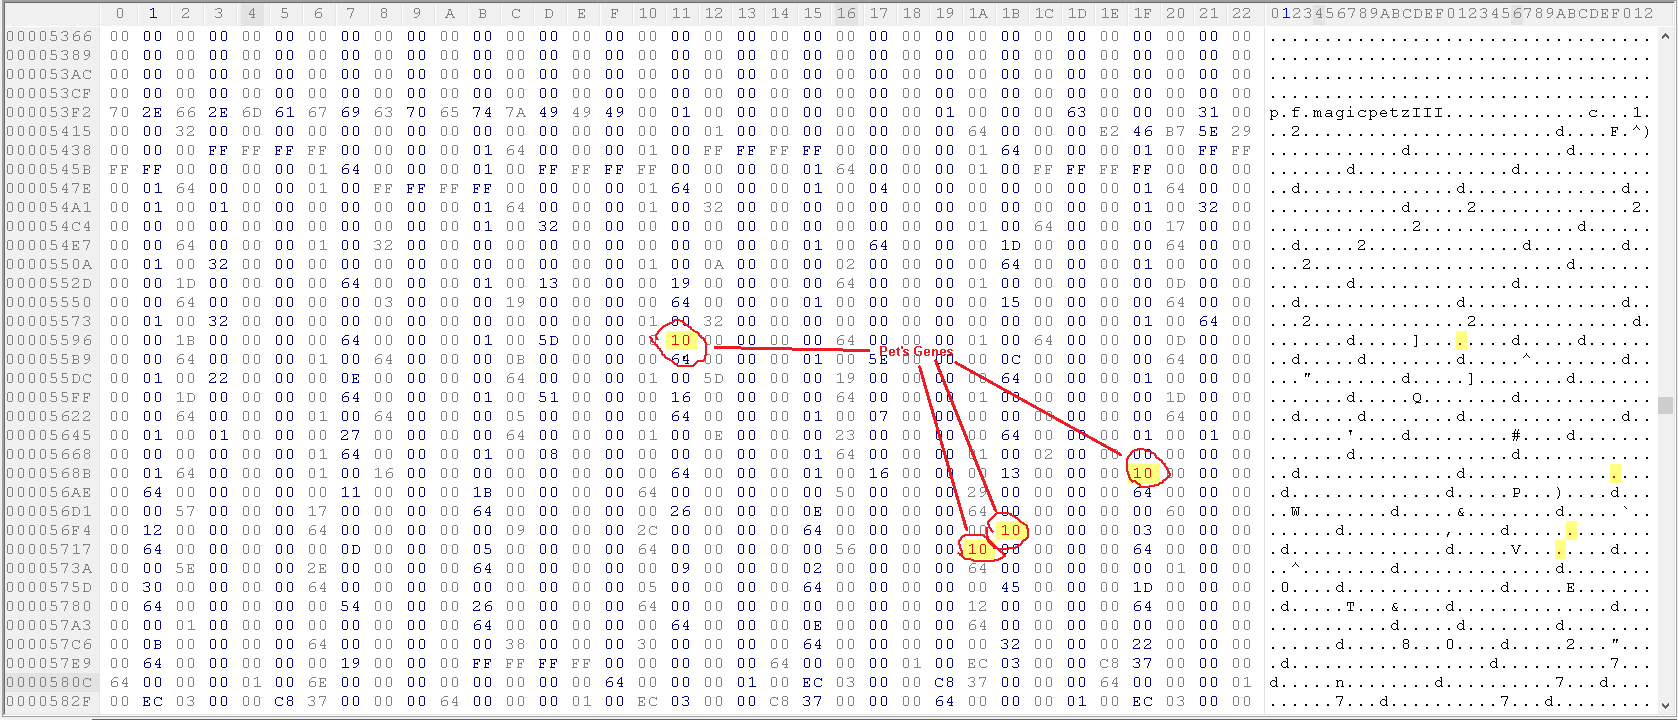 0 1 2 3 4 5 6 7 8 9 A B C D E F 10 11 12 13 14 15 16 17 18 19 1A 1B 1C 1D 1E 1F 20 21 22 0123456789ABCDEF0123456789ABCDEF012
00005366 00 00 00 00 00 00 00 00 00 00 00 00 00 00 00 00 00 00 00 00 00 00 00 00 00 00 00 00 00 00 00 00 00 00 00 ...................................
00005389 00 00 00 00 00 00 00 00 00 00 00 00 00 00 00 00 00 00 00 00 00 00 00 00 00 00 00 00 00 00 00 00 00 00 00 ...................................
000053AC 00 00 00 00 00 00 00 00 00 00 00 00 00 00 00 00 00 00 00 00 00 00 00 00 00 00 00 00 00 00 00 00 00 00 00 ...................................
000053CF 00 00 00 00 00 00 00 00 00 00 00 00 00 00 00 00 00 00 00 00 00 00 00 00 00 00 00 00 00 00 00 00 00 00 00 ...................................
000053F2 70 2E 66 2E 6D 61 67 69 63 70 65 74 7A 49 49 49 00 01 00 00 00 00 00 00 00 01 00 00 00 63 00 00 00 31 00 p.f.magicpetzIII.............c...1.
00005415 00 00 32 00 00 00 00 00 00 00 00 00 00 00 00 00 00 00 01 00 00 00 00 00 00 00 64 00 00 00 E2 46 B7 5E 29 ..2.......................d....F.^)
00005438 00 00 00 FF FF FF FF 00 00 00 00 01 64 00 00 00 01 00 FF FF FF FF 00 00 00 00 01 64 00 00 00 01 00 FF FF ............d..............d.......
0000545B FF FF 00 00 00 00 01 64 00 00 00 01 00 FF FF FF FF 00 00 00 00 01 64 00 00 00 01 00 FF FF FF FF 00 00 00 .......d..............d............
0000547E 00 01 64 00 00 00 01 00 FF FF FF FF 00 00 00 00 01 64 00 00 00 01 00 04 00 00 00 00 00 00 00 01 64 00 00 ..d..............d..............d..
000054A1 00 01 00 01 00 00 00 00 00 00 00 01 64 00 00 00 01 00 32 00 00 00 00 00 00 00 01 00 00 00 00 01 00 32 00 ............d.....2..............2.
000054C4 00 00 00 00 00 00 00 00 00 00 00 01 00 32 00 00 00 00 00 00 00 00 00 00 00 00 01 00 64 00 00 00 17 00 00 .............2..............d......
000054E7 00 00 64 00 00 00 01 00 32 00 00 00 00 00 00 00 00 00 00 00 00 01 00 64 00 00 00 1D 00 00 00 00 64 00 00 ..d.....2..............d........d..
0000550A 00 01 00 32 00 00 00 00 00 00 00 00 00 00 00 00 01 00 0A 00 00 00 02 00 00 00 00 64 00 00 00 01 00 00 00 ...2.......................d.......
0000552D 00 00 1D 00 00 00 00 64 00 00 00 01 00 13 00 00 00 19 00 00 00 00 64 00 00 00 01 00 00 00 00 00 0D 00 00 .......d..............d............
00005550 00 00 64 00 00 00 01 00 03 00 00 00 19 00 00 00 00 64 00 00 00 01 00 00 00 00 00 15 00 00 00 00 64 00 00 ..d..............d..............d..
00005573 00 01 00 32 00 00 00 00 00 00 00 00 00 00 00 00 01 00 32 00 00 00 00 00 00 00 00 00 00 00 00 01 00 64 00 ...2..............2..............d.
00005596 00 00 1B 00 00 00 00 64 00 00 00 01 00 5D 00 00 00 10 00 00 00 00 64 00 00 00 01 00 64 00 00 00 0D 00 00 .......d.....]........d.....d......
000055B9 00 00 64 00 00 00 01 00 64 00 00 00 0B 00 00 00 00 64 00 00 00 01 00 5E 00 00 00 0C 00 00 00 00 64 00 00 ..d.....d........d.....^........d..
000055DC 00 01 00 22 00 00 00 0E 00 00 00 00 64 00 00 00 01 00 5D 00 00 00 19 00 00 00 00 64 00 00 00 01 00 00 00 ..."........d.....]........d.......
000055FF 00 00 1D 00 00 00 00 64 00 00 00 01 00 51 00 00 00 16 00 00 00 00 64 00 00 00 01 00 00 00 00 00 1D 00 00 .......d.....Q........d............
00005622 00 00 64 00 00 00 00 00 64 00 00 00 05 00 00 00 00 64 00 00 00 01 00 07 00 00 00 00 00 00 00 00 64 00 00 ..d.....d........d..............d..
00005645 00 01 00 01 00 00 00 27 00 00 00 00 64 00 00 00 01 00 0E 00 00 00 23 00 00 00 00 64 00 00 00 01 00 01 00 .......'....d.........#....d.......
00005668 00 00 00 00 00 00 00 64 00 00 00 01 00 08 00 00 00 00 00 00 00 00 64 00 00 00 01 00 02 00 00 00 00 00 00 .......d..............d............
0000568B 00 01 64 00 00 00 01 00 16 00 00 00 00 00 00 00 00 64 00 00 00 01 00 16 00 00 00 13 00 00 00 10 00 00 00 ..d..............d.................
000056AE 00 64 00 00 00 00 00 11 00 00 00 1B 00 00 00 00 64 00 00 00 00 00 50 00 00 00 29 00 00 00 00 64 00 00 00 .d..............d.....P...)....d...
000056D1 00 00 57 00 00 00 17 00 00 00 00 64 00 00 00 00 00 26 00 00 00 0E 00 00 00 00 64 00 00 00 00 00 60 00 00 ..W........d.....&........d.....`..
000056F4 00 12 00 00 00 00 64 00 00 00 00 00 09 00 00 00 2C 00 00 00 00 64 00 00 00 00 00 10 00 00 00 03 00 00 00 ......d.........,....d.............
00005717 00 64 00 00 00 00 00 0D 00 00 00 05 00 00 00 00 64 00 00 00 00 00 56 00 00 00 10 00 00 00 00 64 00 00 00 .d..............d.....V........d...
0000573A 00 00 5E 00 00 00 2E 00 00 00 00 64 00 00 00 00 00 09 00 00 00 02 00 00 00 00 64 00 00 00 00 00 01 00 00 ..^........d..............d........
0000575D 00 30 00 00 00 00 64 00 00 00 00 00 00 00 00 00 05 00 00 00 00 64 00 00 00 00 00 45 00 00 00 1D 00 00 00 .0....d..............d.....E.......
00005780 00 64 00 00 00 00 00 54 00 00 00 26 00 00 00 00 64 00 00 00 00 00 00 00 00 00 12 00 00 00 00 64 00 00 00 .d.....T...&....d..............d...
000057A3 00 00 01 00 00 00 00 00 00 00 00 64 00 00 00 00 00 64 00 00 00 0E 00 00 00 00 64 00 00 00 00 00 00 00 00 ...........d.....d........d........
000057C6 00 0B 00 00 00 00 64 00 00 00 00 00 38 00 00 00 30 00 00 00 00 64 00 00 00 00 00 32 00 00 00 22 00 00 00 ......d.....8...0....d.....2..."...
000057E9 00 64 00 00 00 00 00 19 00 00 00 FF FF FF FF 00 00 00 00 00 64 00 00 00 01 00 EC 03 00 00 C8 37 00 00 00 .d..................d..........7...
0000580C 64 00 00 00 01 00 6E 00 00 00 00 00 00 00 00 64 00 00 00 01 00 EC 03 00 00 C8 37 00 00 00 64 00 00 00 01 d.....n........d..........7...d....
0000582F 00 EC 03 00 00 C8 37 00 00 00 64 00 00 00 01 00 EC 03 00 00 C8 37 00 00 00 64 00 00 00 01 00 EC 03 00 00 ......7...d..........7...d.........
Pet's Genes